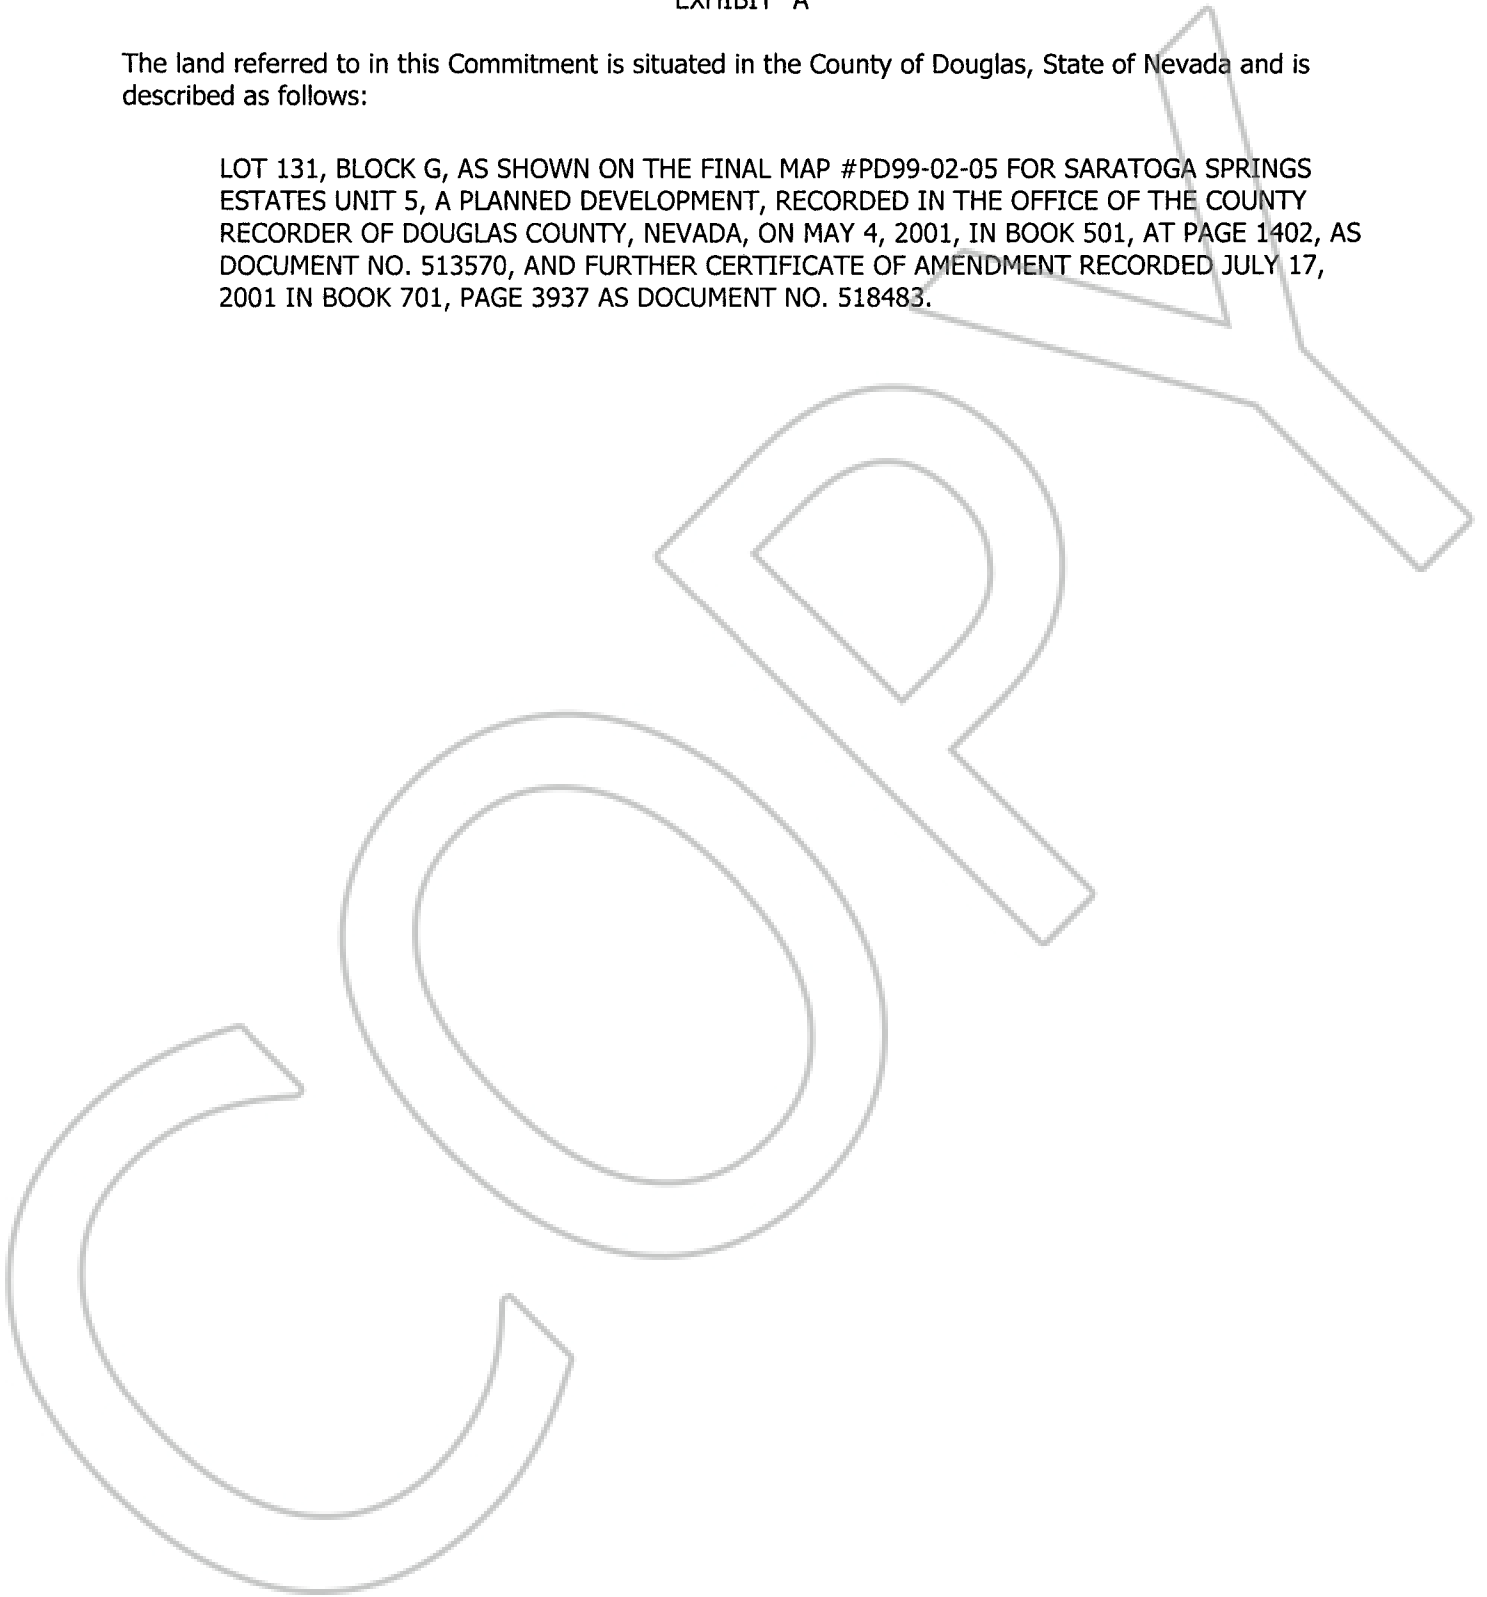 EXHIBIT "A"
The land referred to in this Commitment is situated in the County of Douglas, State of Nevada and is
described as follows:
LOT 131, BLOCK G, AS SHOWN ON THE FINAL MAP #PD99-02-05 FOR SARATOGA SPRINGS
ESTATES UNIT 5, A PLANNED DEVELOPMENT, RECORDED IN THE OFFICE OF THE COUNTY
RECORDER OF DOUGLAS COUNTY, NEVADA, ON MAY 4, 2001, IN BOOK 501, AT PAGE 1402, AS
DOCUMENT NO. 513570, AND FURTHER CERTIFICATE OF AMENDMENT RECORDED JULY 17,
2001 IN BOOK 701, PAGE 3937 AS DOCUMENT NO. 518483.
COPY